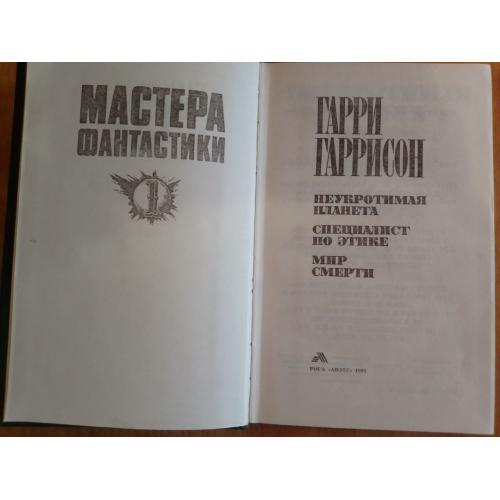 МАСТЕРА
ФАНТАСТИКИ
1
ГАРРИ
ГАРРИСОН
НЕУКРОТИМАЯ
ПЛАНЕТА
СПЕЦИАЛИСТ
ПО ЭТИКЕ
МИР
СМЕРТИ